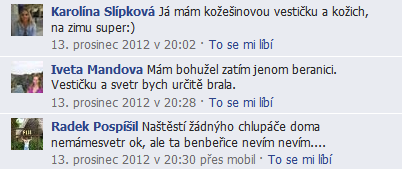 Karolína Slípková Já mám kožešinovou vestičku a kožich,
na zimu super:)
13. prosinec 2012 v 20:02 · To se mi líbí
Iveta Mandova Mám bohužel zatím jenom beranici.
Vestičku a svetr bych určitě brala.
13. prosinec 2012 v 20:28 · To se mi líbí
Radek Pospíšil Naštěstí žádnýho chlupáče doma
nemámesvetr ok, ale ta benbeřice nevím nevím....
13. prosinec 2012 v 20:30 přes mobil · To se mi líbí